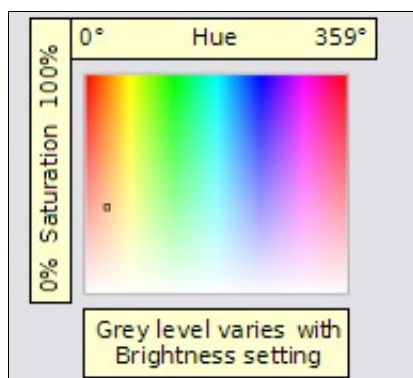 0° Hue 359°
0% Saturation 100%
Grey level varies with
Brightness setting